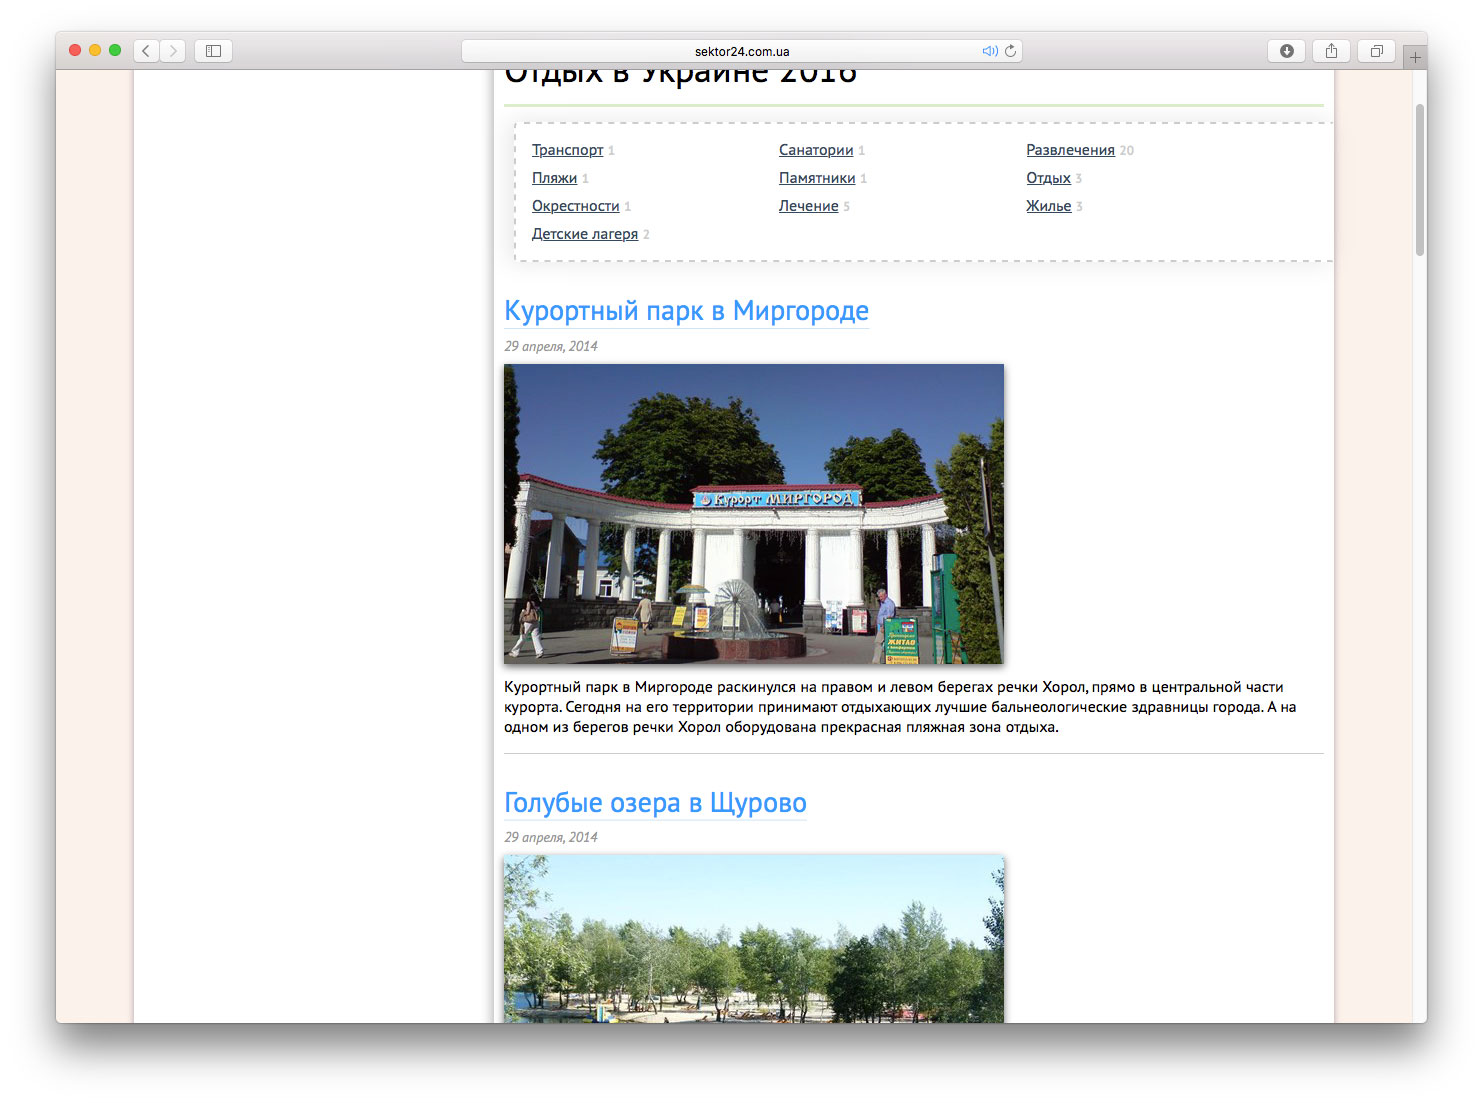 sektor24.com.ua
Отдых в Украине 2016
Транспорт 1
Санатории 1
Развлечения 20
Пляжи 1
Памятники 1
Отдых 3
Окрестности 1
Лечение 5
Жилье 3
Детские лагеря 2
Курортный парк в Миргороде
29 апреля, 2014
Курорт МИРГОРОД
ЖИТАО
Курортный парк в Миргороде раскинулся на правом и левом берегах речки Хорол, прямо в центральной части
курорта. Сегодня на его территории принимают отдыхающих лучшие бальнеологические здравницы города. А на
одном из берегов речки Хорол оборудована прекрасная пляжная зона отдыха.
Голубые озера в Щурово
29 апреля, 2014